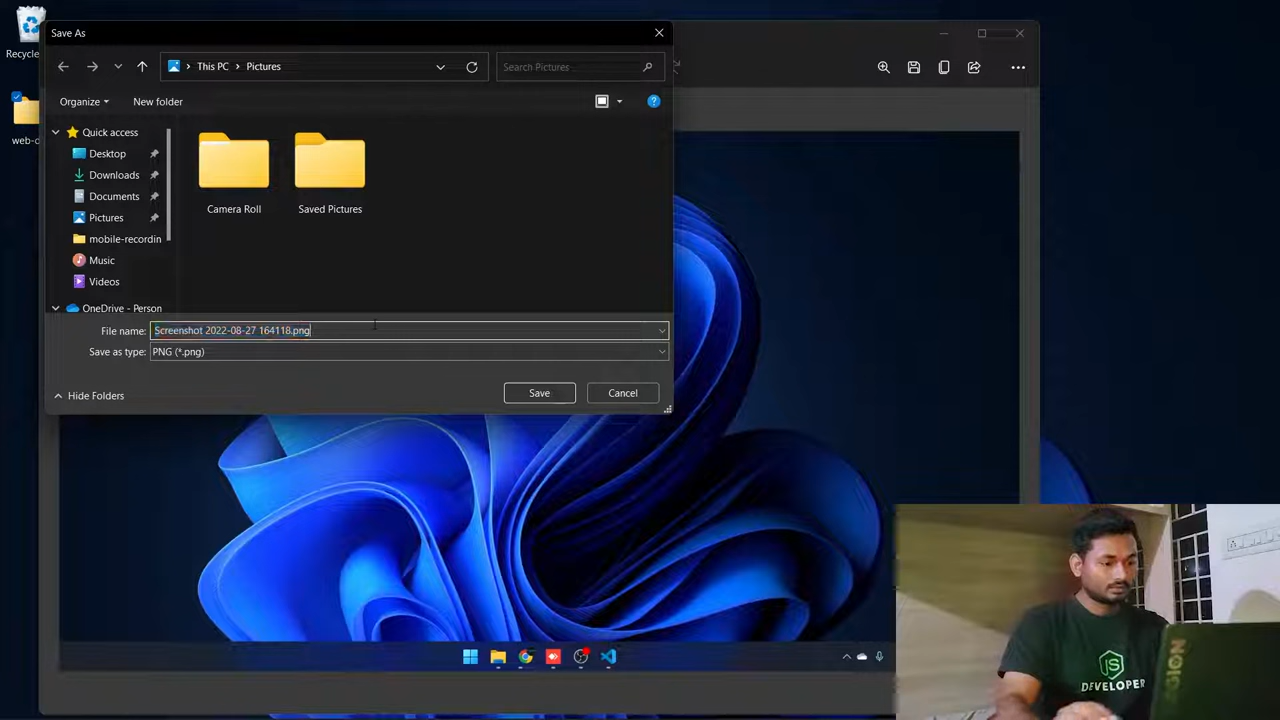 Save As
This PC
Pictures
Search Pictures
Organize
New folder
Quick access
Desktop
Downloads
Documents
Pictures
mobile-recordin
Music
Videos
OneDrive - Person
Camera Roll
Saved Pictures
File name:
Screenshot 2022-08-27 164118.png
Save as type:
PNG (*.png)
Hide Folders
Save
Cancel
Recycle
web-d
JS
DEVELOPER
GION